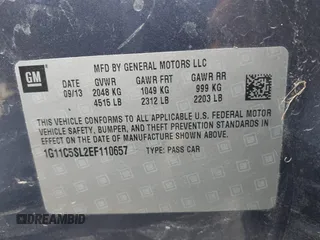 GM
MFD BY GENERAL MOTORS LLC
DATE GVWR GAWR FRT GAWR RR
09/13 2048 KG 1049 KG 999 KG
4515 LB 2312 LB 2203 LB
THIS VEHICLE CONFORMS TO ALL APPLICABLE U.S. FEDERAL MOTOR
VEHICLE SAFETY, BUMPER, AND THEFT PREVENTION STANDARDS
IN EFFECT ON THE DATE OF MANUFACTURE SHOWN ABOVE.
1G11C5SL2EF110657 TYPE: PASS CAR
DREAMBID